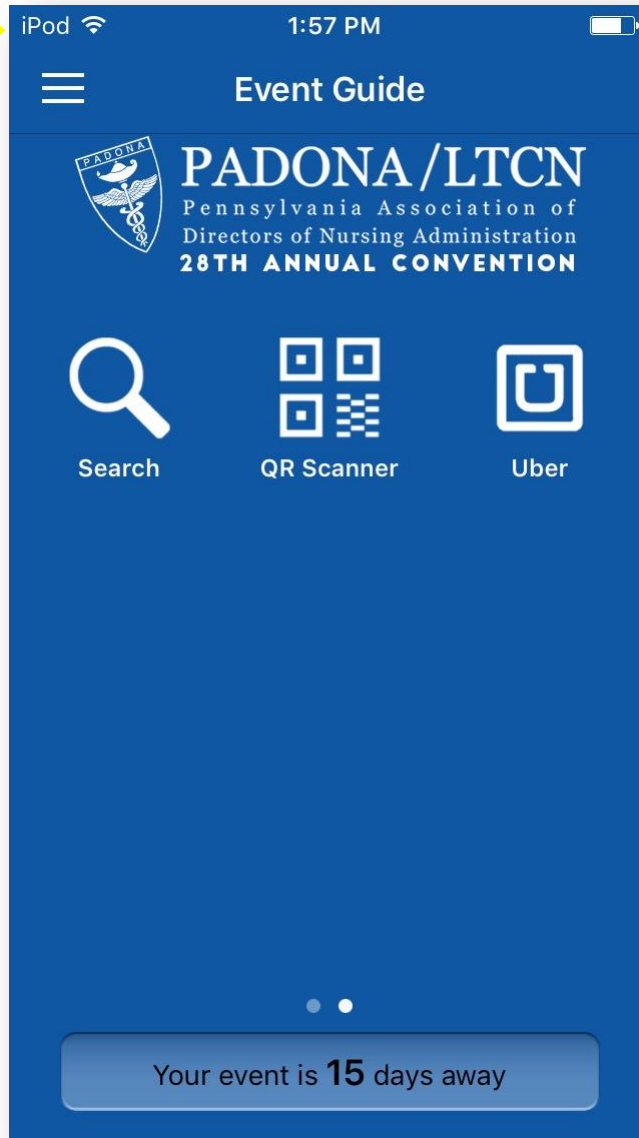 iPod 1:57 PM
Event Guide
PADONA
PADONA/LTCN
Pennsylvania Association of
Directors of Nursing Administration
28TH ANNUAL CONVENTION
Search QR Scanner Uber
Your event is 15 days away